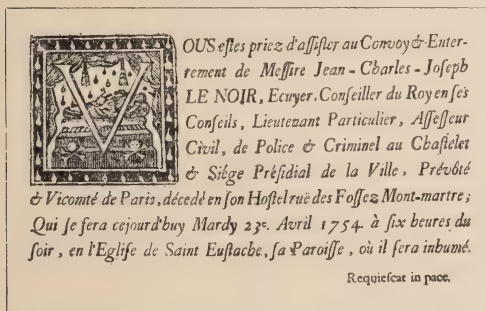 VOUS estes priez d'assister au Convoy & Enter-
rement de Messire Jean-Charles-Joseph
LE NOIR, Ecuyer, Conseiller du Roy en ses
Conseils, Lieutenant Particulier, Assesseur
Civil, de Police & Criminel au Chastelet
& Siége Présidial de la Ville, Prévôté
& Vicomté de Paris, décedé en son Hostel ruë des Fossez Mont-martre;
Qui se fera cejourd'huy Mardy 23e. Avril 1754. à six heures du
soir, en l'Eglise de Saint Eustache, sa Paroisse, où il sera inhumé.
Requiescat in pace.